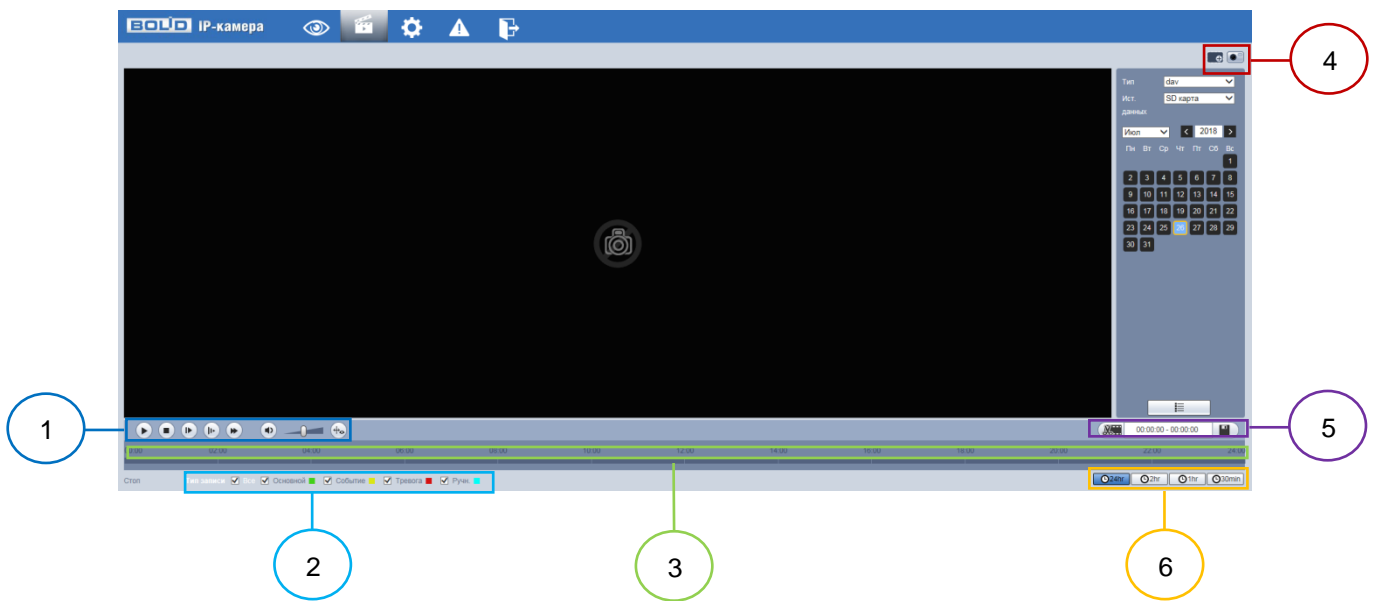 BOLID IP-камера
4
Тип dav
Ист. данных SD карта
Июл 2018
Пн Вт Ср Чт Пт Сб Вс
1
2 3 4 5 6 7 8
9 10 11 12 13 14 15
16 17 18 19 20 21 22
23 24 25 26 27 28 29
30 31
1
00:00:00 - 00:00:00
5
0:00 02:00 04:00 06:00 08:00 10:00 12:00 14:00 16:00 18:00 20:00 22:00 24:00
Стоп Тип записи Все Основной Событие Тревога Ручн.
24hr 2hr 1hr 30min
2
3
6